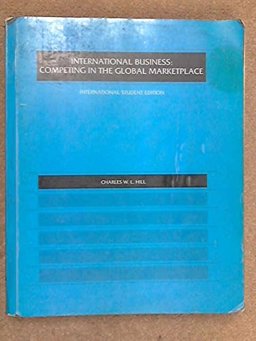 INTERNATIONAL BUSINESS:
COMPETING IN THE GLOBAL MARKETPLACE
INTERNATIONAL STUDENT EDITION
CHARLES W. L. HILL